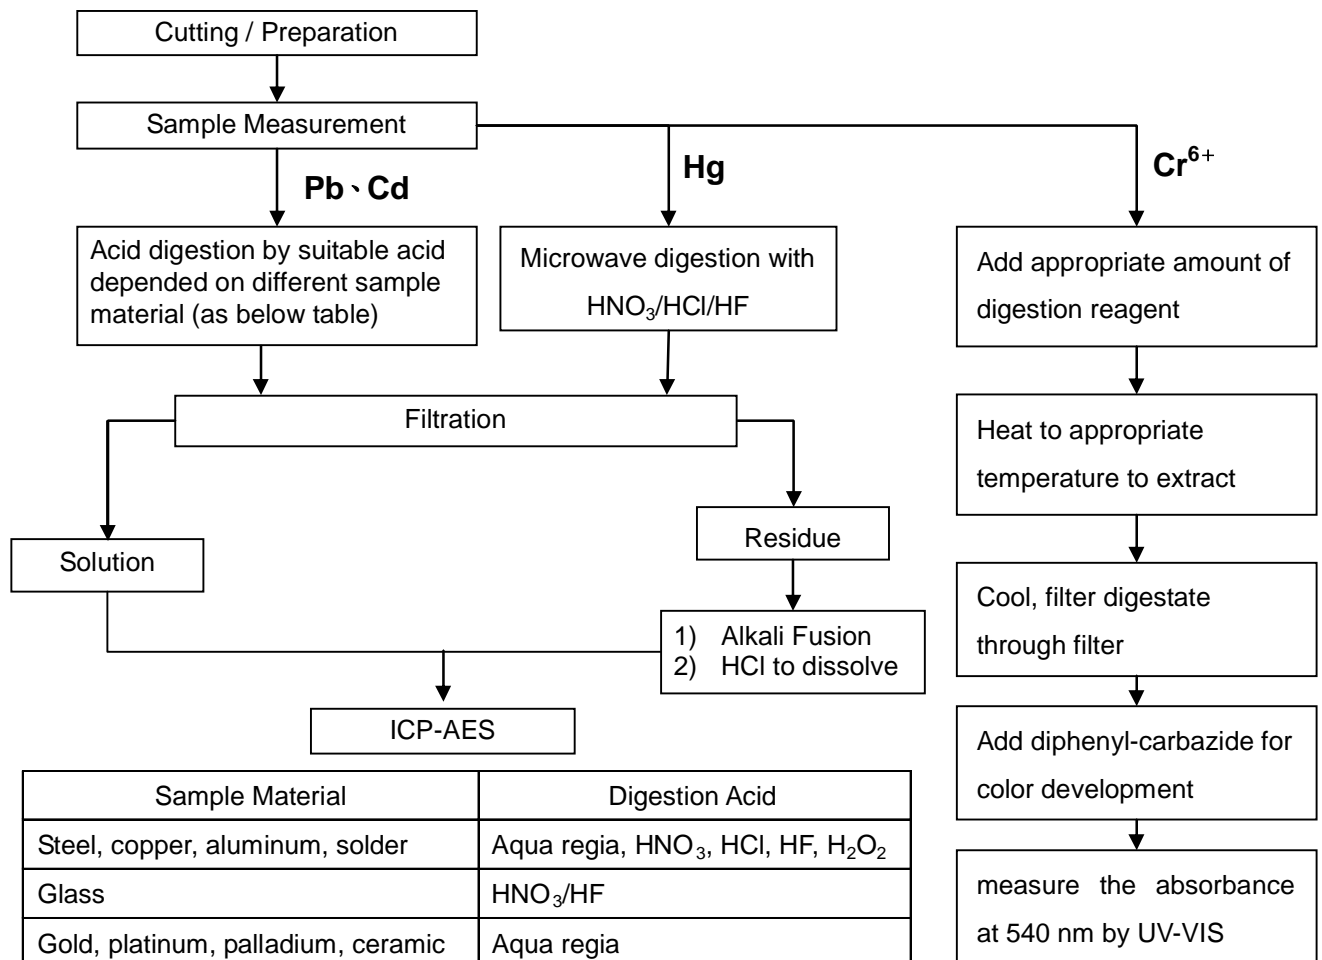 Cutting / Preparation
Sample Measurement
Pb、Cd
Hg
Cr⁶⁺
Acid digestion by suitable acid
depended on different sample
material (as below table)
Microwave digestion with
HNO₃/HCl/HF
Add appropriate amount of
digestion reagent
Filtration
Heat to appropriate
temperature to extract
Solution
Residue
1) Alkali Fusion
2) HCl to dissolve
Cool, filter digestate
through filter
ICP-AES
Add diphenyl-carbazide for
color development
measure the absorbance
at 540 nm by UV-VIS
Sample Material Digestion Acid
Steel, copper, aluminum, solder Aqua regia, HNO₃, HCl, HF, H₂O₂
Glass HNO₃/HF
Gold, platinum, palladium, ceramic Aqua regia